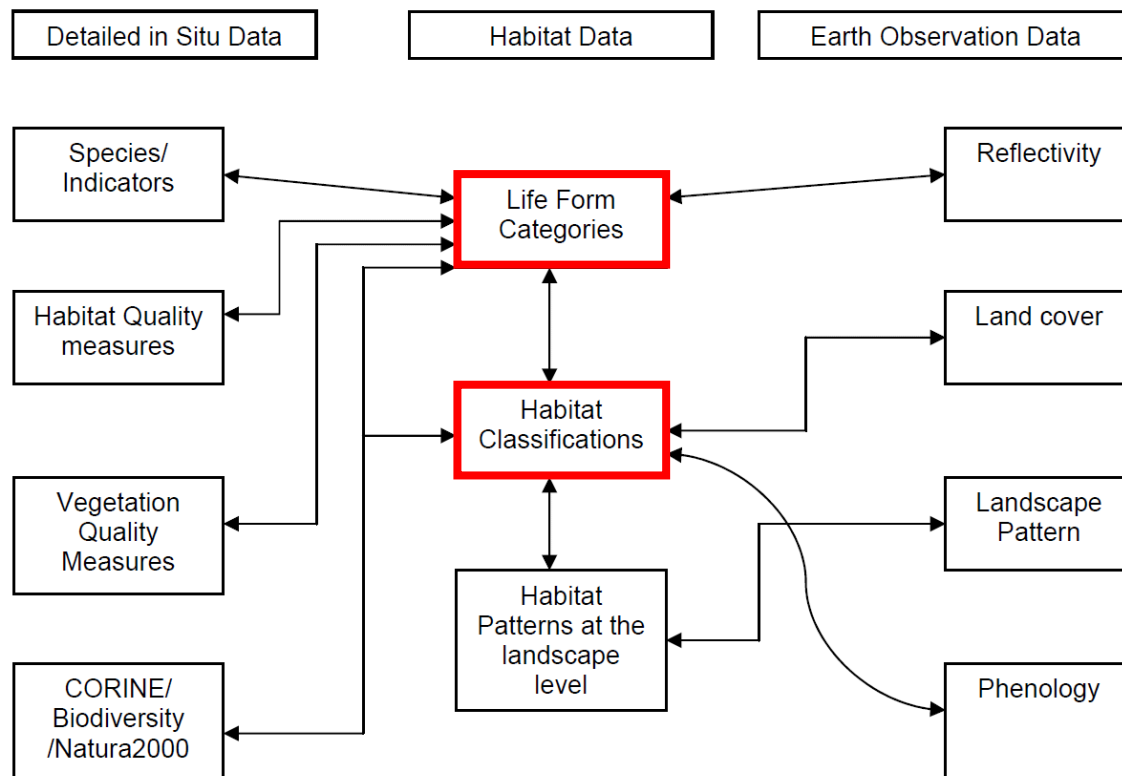 Detailed in Situ Data
Habitat Data
Earth Observation Data
Species/
Indicators
Life Form
Categories
Reflectivity
Habitat Quality
measures
Land cover
Habitat
Classifications
Vegetation
Quality
Measures
Landscape
Pattern
Habitat
Patterns at the
landscape
level
CORINE/
Biodiversity
/Natura2000
Phenology